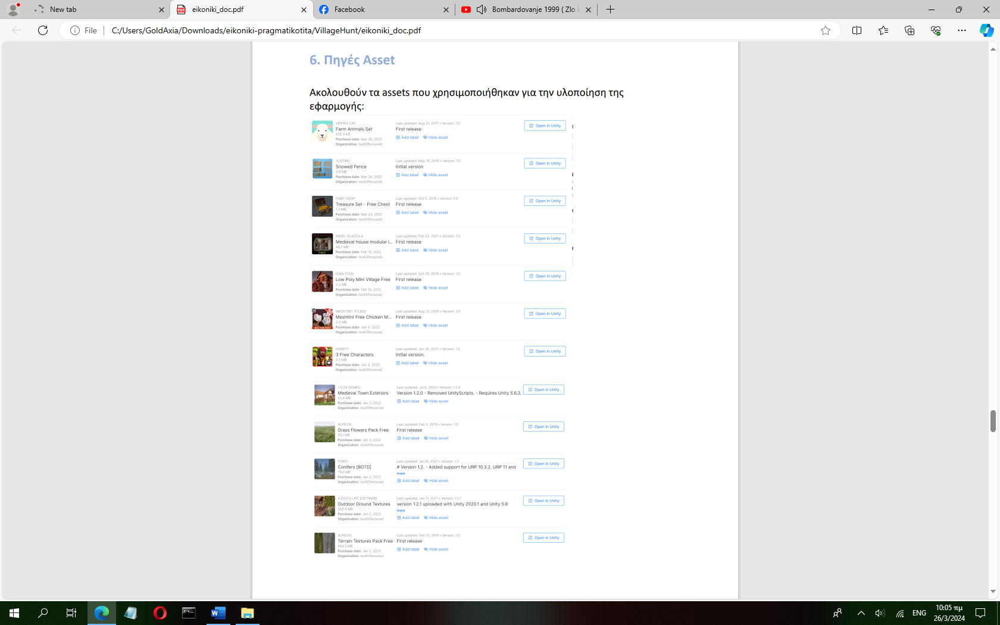 New tab
eikoniki_doc.pdf
Facebook
Bombardovanje 1999 ( Zlo i
File
C:/Users/GoldAxia/Downloads/eikoniki-pragmatikotita/VillageHunt/eikoniki_doc.pdf
6. Πηγές Asset
Ακολουθούν τα assets που χρησιμοποιήθηκαν για την υλοποίηση της
εφαρμογής:
VERTEX CAT
Farm Animals Set
205.4 KB
Purchase date: Mar 26, 2022
Organization: tsol0(Personal)
Last updated: Aug 31, 2017 • Version: 1.0
First release
Add label Hide asset
Open in Unity
JUSTWO
Snowed Fence
3.9 MB
Purchase date: Mar 26, 2022
Organization: tsol0(Personal)
Last updated: May 19, 2016 • Version: 1.0
Initial version
Add label Hide asset
Open in Unity
FAIRY SHOP
Treasure Set - Free Chest
1.3 MB
Purchase date: Mar 23, 2022
Organization: tsol0(Personal)
Last updated: Oct 5, 2018 • Version: 1.0
First release
Add label Hide asset
Open in Unity
MIKEL OLAIZOLA
Medieval house modular l...
48.7 MB
Purchase date: Feb 19, 2022
Organization: tsol0(Personal)
Last updated: Feb 22, 2021 • Version: 1.0
First release
Add label Hide asset
Open in Unity
FREE
IOAN STAN
Low Poly Mini Village Free
2.2 MB
Purchase date: Feb 16, 2022
Organization: tsol0(Personal)
Last updated: Oct 29, 2018 • Version: 1.0
First release
Add label Hide asset
Open in Unity
MESHTINT STUDIO
Meshtint Free Chicken M...
2.0 MB
Purchase date: Jan 4, 2022
Organization: tsol0(Personal)
Last updated: Aug 13, 2019 • Version: 1.0
First release
Add label Hide asset
Open in Unity
HONETI
3 Free Characters
2.5 MB
Purchase date: Jan 3, 2022
Organization: tsol0(Personal)
Last updated: Jun 25, 2021 • Version: 1.0
Initial version.
Add label Hide asset
Open in Unity
LYLEK GAMES
Medieval Town Exteriors
25.4 MB
Purchase date: Jan 3, 2022
Organization: tsol0(Personal)
Last updated: Jul 8, 2020 • Version: 1.2.0
Version 1.2.0 - Removed UnityScripts. - Requires Unity 5.6.3.
Add label Hide asset
Open in Unity
ALP8310
Grass Flowers Pack Free
55.1 MB
Purchase date: Jan 3, 2022
Organization: tsol0(Personal)
Last updated: Feb 5, 2019 • Version: 1.0
First release
Add label Hide asset
Open in Unity
FORST
Conifers [BOTD]
79.0 MB
Purchase date: Jan 2, 2022
Organization: tsol0(Personal)
Last updated: Jul 28, 2021 • Version: 1.2
# Version 1.2. - Added support for URP 10.3.2, URP 11 and
more
Add label Hide asset
Open in Unity
A DOG'S LIFE SOFTWARE
Outdoor Ground Textures
305.4 MB
Purchase date: Jan 2, 2022
Organization: tsol0(Personal)
Last updated: Jan 11, 2021 • Version: 1.2.1
version 1.2.1 uploaded with Unity 2020.1 and Unity 5.6
more
Add label Hide asset
Open in Unity
ALP8310
Terrain Textures Pack Free
694.5 MB
Purchase date: Jan 2, 2022
Organization: tsol0(Personal)
Last updated: Feb 14, 2019 • Version: 1.0
First release
Add label Hide asset
Open in Unity
ENG
10:05 πμ
26/3/2024